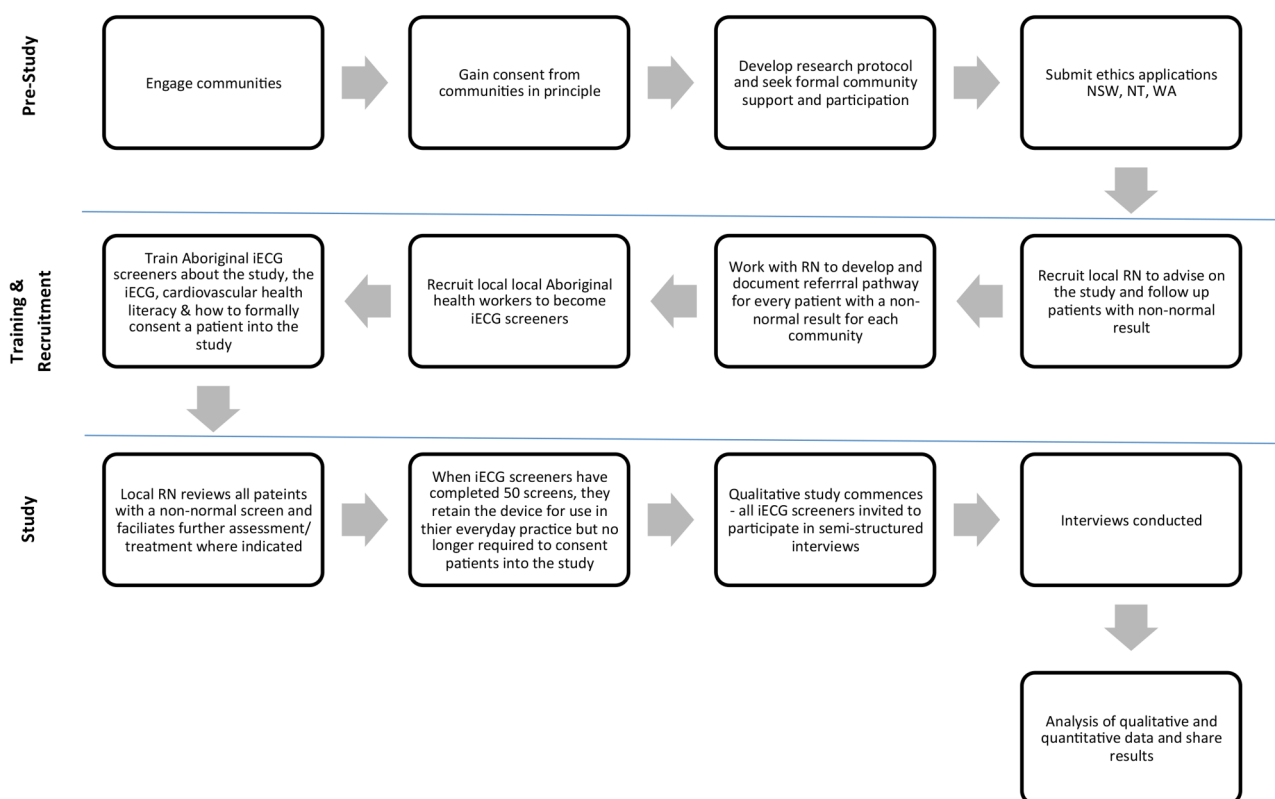 Pre-Study
Engage communities
Gain consent from
communities in principle
Develop research protocol
and seek formal community
support and participation
Submit ethics applications
NSW, NT, WA
Training &
Recruitment
Train Aboriginal iECG
screeners about the study, the
iECG, cardiovascular health
literacy & how to formally
consent a patient into the
study
Recruit local local Aboriginal
health workers to become
iECG screeners
Work with RN to develop and
document referrral pathway
for every patient with a non-
normal result for each
community
Recruit local RN to advise on
the study and follow up
patients with non-normal
result
Study
Local RN reviews all pateints
with a non-normal screen and
faciliates further assessment/
treatment where indicated
When iECG screeners have
completed 50 screens, they
retain the device for use in
thier everyday practice but no
longer required to consent
patients into the study
Qualitative study commences
- all iECG screeners invited to
participate in semi-structured
interviews
Interviews conducted
Analysis of qualitative and
quantitative data and share
results